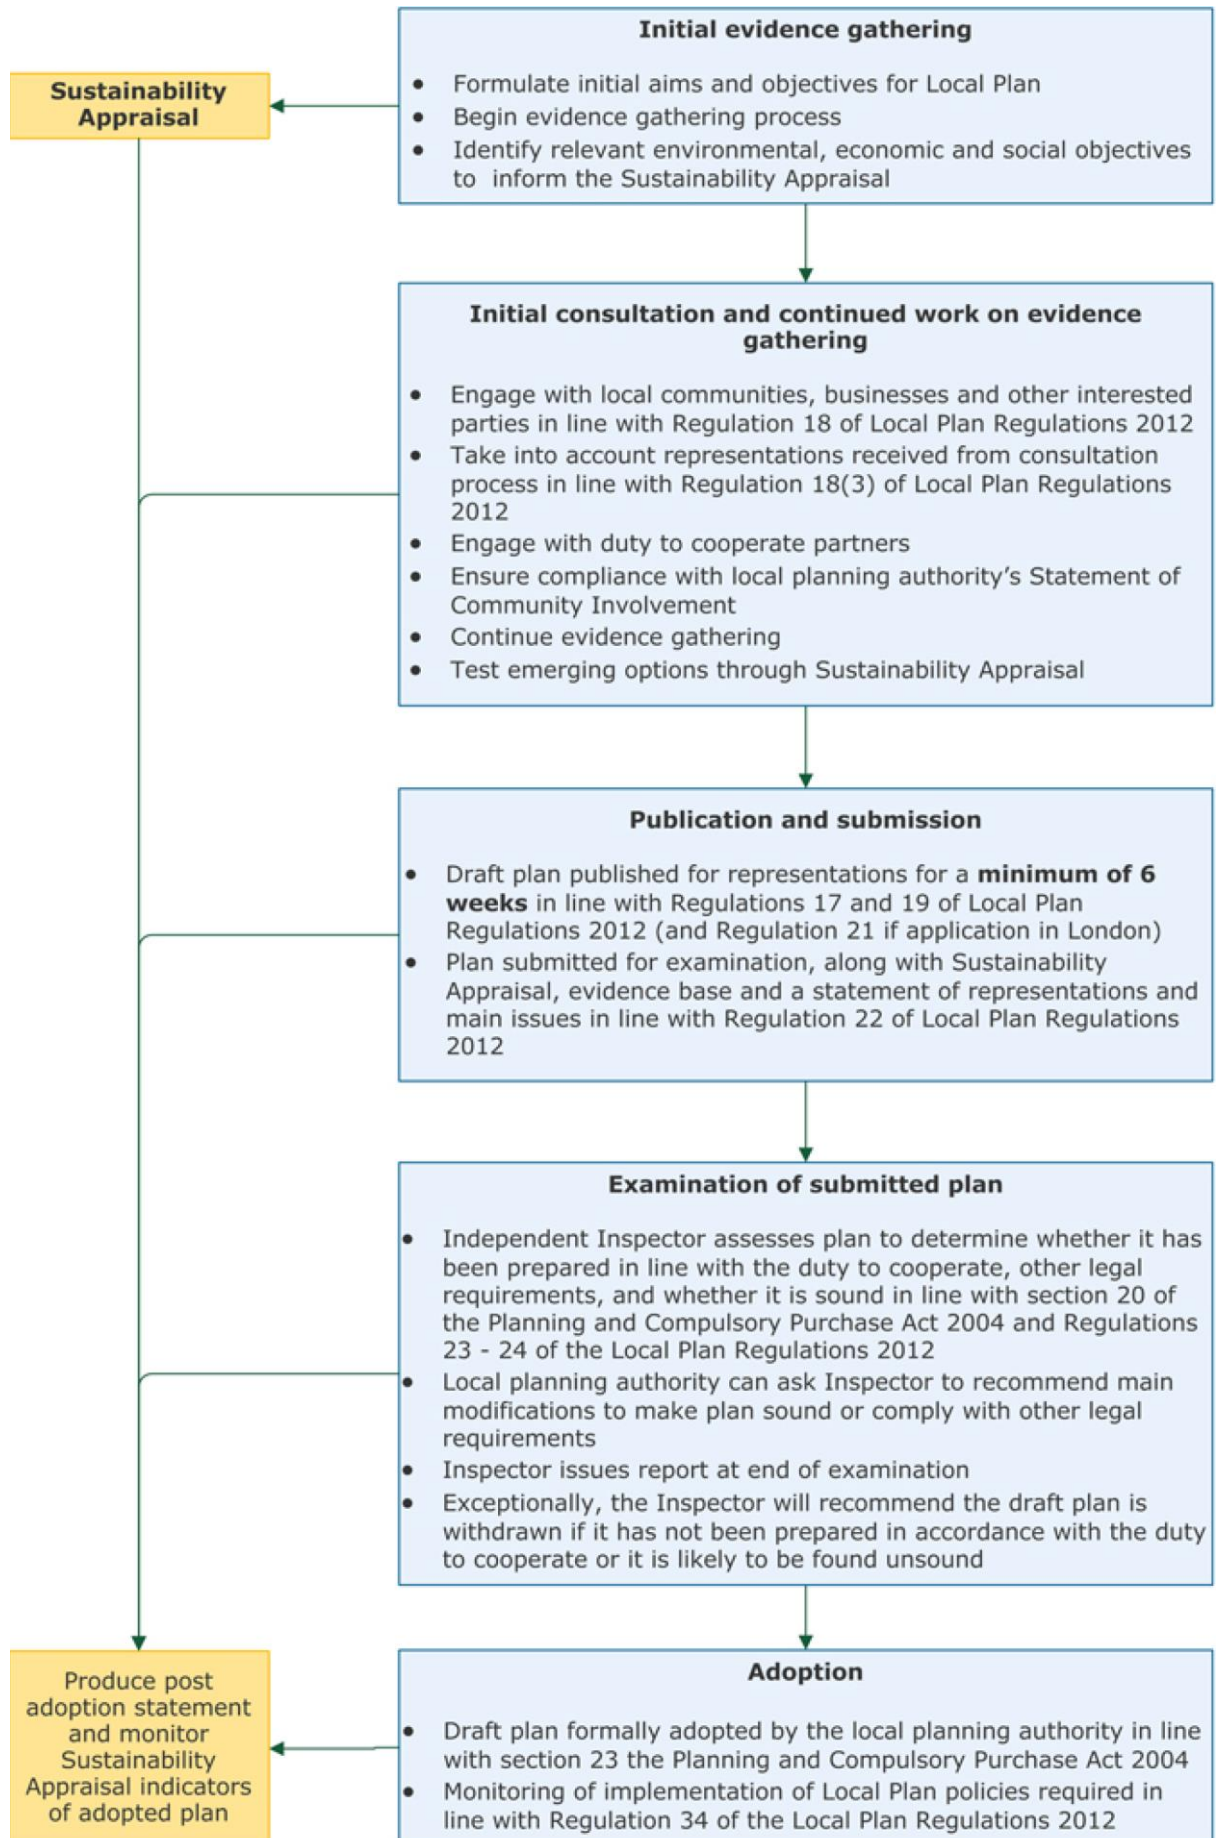 Initial evidence gathering
• Formulate initial aims and objectives for Local Plan
• Begin evidence gathering process
• Identify relevant environmental, economic and social objectives
to inform the Sustainability Appraisal
Sustainability
Appraisal
Initial consultation and continued work on evidence
gathering
• Engage with local communities, businesses and other interested
parties in line with Regulation 18 of Local Plan Regulations 2012
• Take into account representations received from consultation
process in line with Regulation 18(3) of Local Plan Regulations
2012
• Engage with duty to cooperate partners
• Ensure compliance with local planning authority’s Statement of
Community Involvement
• Continue evidence gathering
• Test emerging options through Sustainability Appraisal
Publication and submission
• Draft plan published for representations for a minimum of 6
weeks in line with Regulations 17 and 19 of Local Plan
Regulations 2012 (and Regulation 21 if application in London)
• Plan submitted for examination, along with Sustainability
Appraisal, evidence base and a statement of representations and
main issues in line with Regulation 22 of Local Plan Regulations
2012
Examination of submitted plan
• Independent Inspector assesses plan to determine whether it has
been prepared in line with the duty to cooperate, other legal
requirements, and whether it is sound in line with section 20 of
the Planning and Compulsory Purchase Act 2004 and Regulations
23 - 24 of the Local Plan Regulations 2012
• Local planning authority can ask Inspector to recommend main
modifications to make plan sound or comply with other legal
requirements
• Inspector issues report at end of examination
• Exceptionally, the Inspector will recommend the draft plan is
withdrawn if it has not been prepared in accordance with the duty
to cooperate or it is likely to be found unsound
Adoption
• Draft plan formally adopted by the local planning authority in line
with section 23 the Planning and Compulsory Purchase Act 2004
• Monitoring of implementation of Local Plan policies required in
line with Regulation 34 of the Local Plan Regulations 2012
Produce post
adoption statement
and monitor
Sustainability
Appraisal indicators
of adopted plan